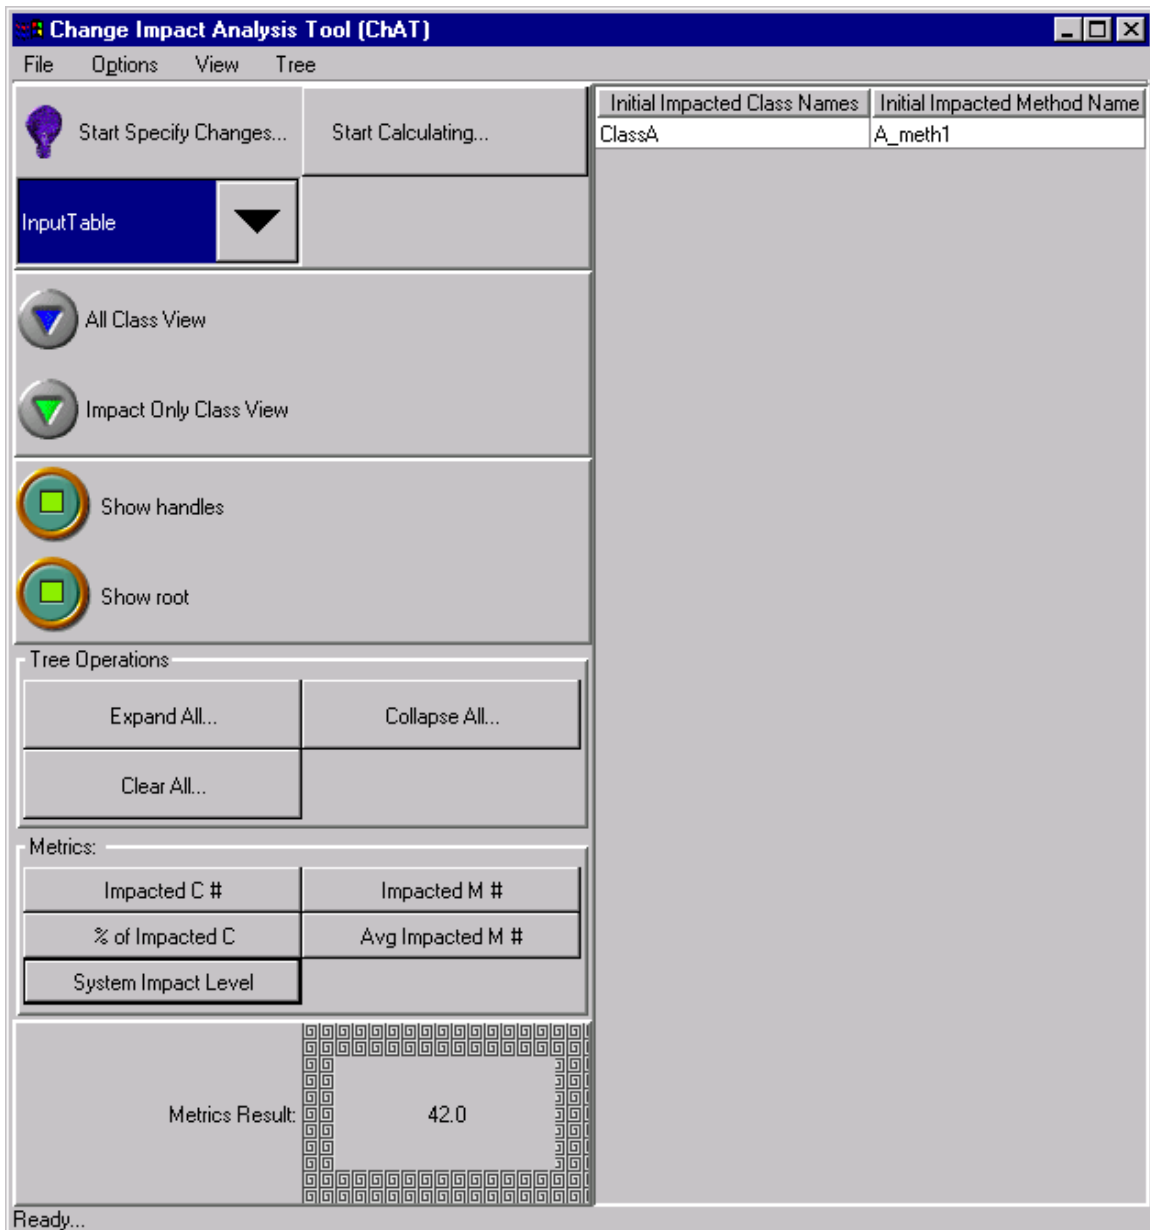 Change Impact Analysis Tool (ChAT)
File Options View Tree
Start Specify Changes... Start Calculating...
InputTable
All Class View
Impact Only Class View
Show handles
Show root
Tree Operations
Expand All... Collapse All...
Clear All...
Metrics:
Impacted C # Impacted M #
% of Impacted C Avg Impacted M #
System Impact Level
Metrics Result: 42.0
Ready...
Initial Impacted Class Names Initial Impacted Method Name
ClassA A_meth1